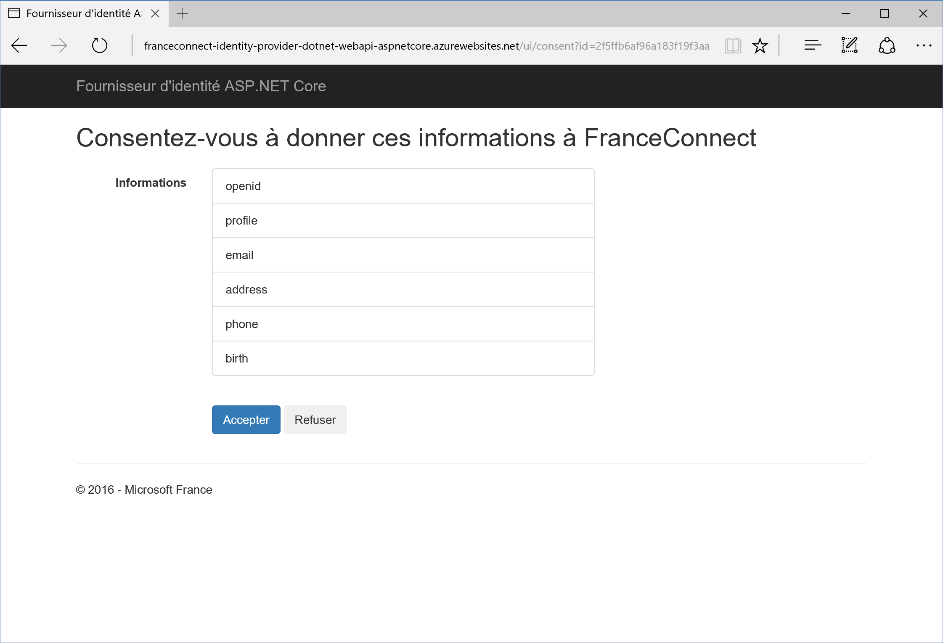 Fournisseur d'identité A
franceconnect-identity-provider-dotnet-webapi-aspnetcore.azurewebsites.net/ui/consent?id=2f5ffb6af96a183f19f3aa
Fournisseur d'identité ASP.NET Core
Consentez-vous à donner ces informations à FranceConnect
Informations
openid
profile
email
address
phone
birth
Accepter Refuser
© 2016 - Microsoft France